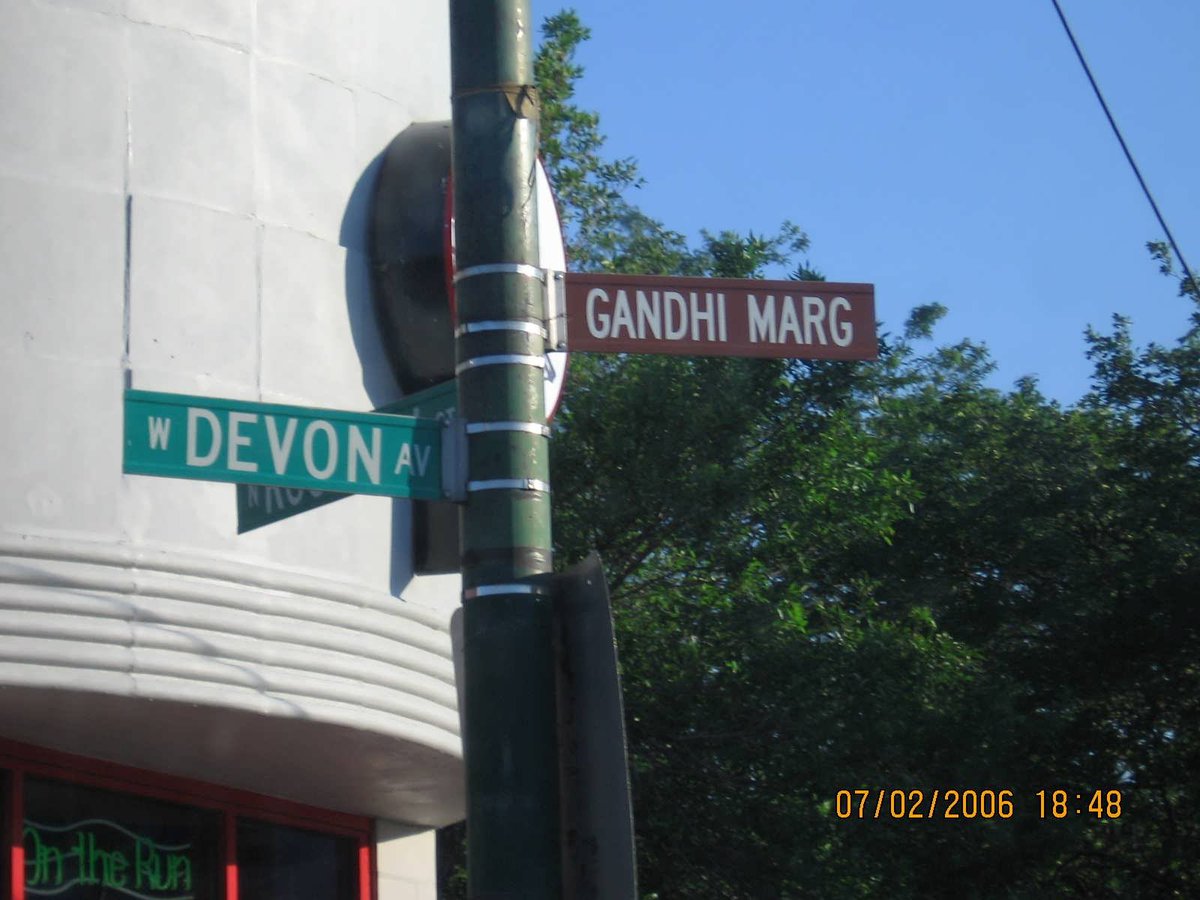 GANDHI MARG
W DEVON AV
On the Run
07/02/2006 18:48